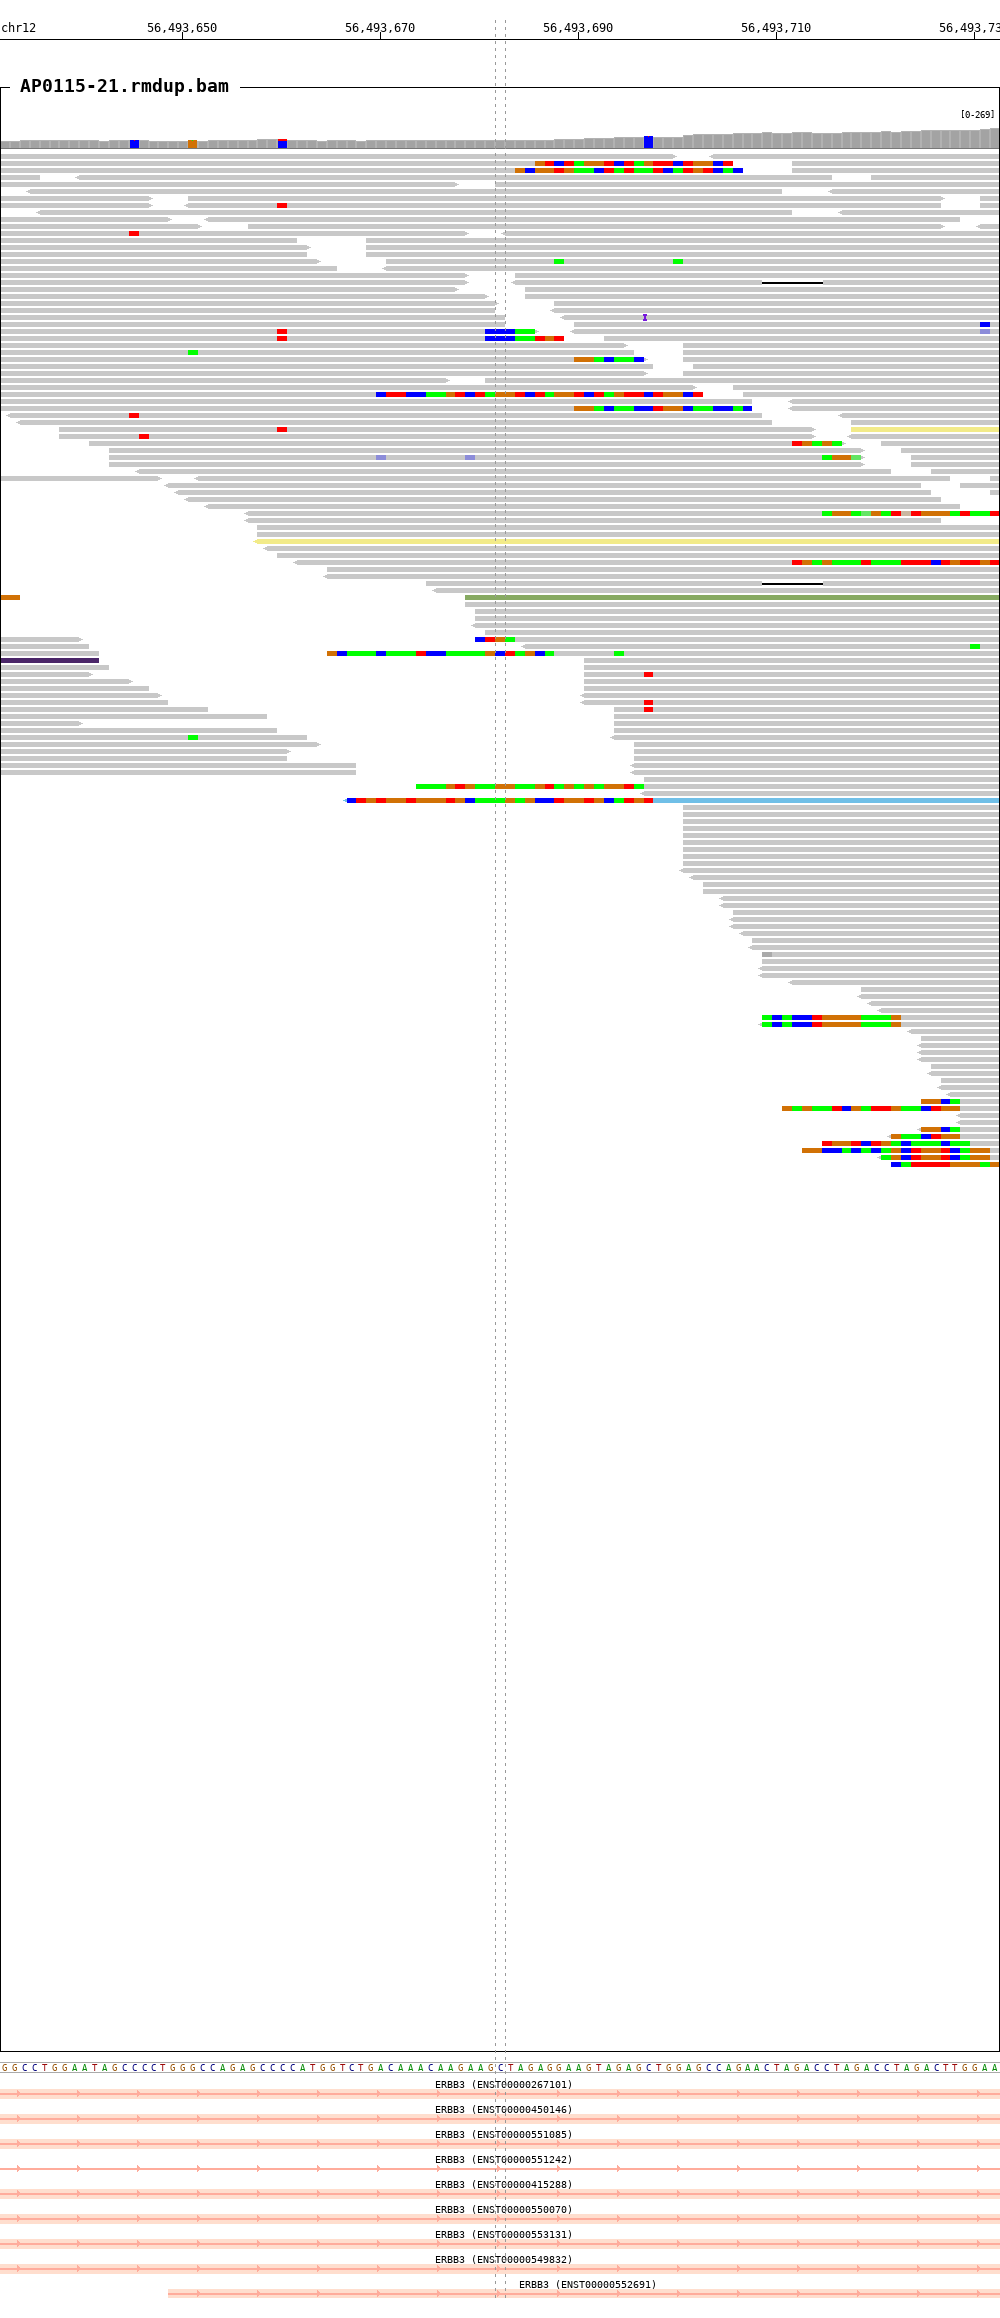 chr12 56,493,650 56,493,670 56,493,690 56,493,710 56,493,73
AP0115-21.rmdup.bam
[0-269]
GGCCTGGAATAGCCCCTGGGCCAGAGCCCCATGGTCTGACAAACAAGAAGCTAGAGGAAGTAGAGCTGGAGCCAGAACTAGACCTAGACCTAGACTTGGAA
ERBB3 (ENST00000267101)
ERBB3 (ENST00000450146)
ERBB3 (ENST00000551085)
ERBB3 (ENST00000551242)
ERBB3 (ENST00000415288)
ERBB3 (ENST00000550070)
ERBB3 (ENST00000553131)
ERBB3 (ENST00000549832)
ERBB3 (ENST00000552691)